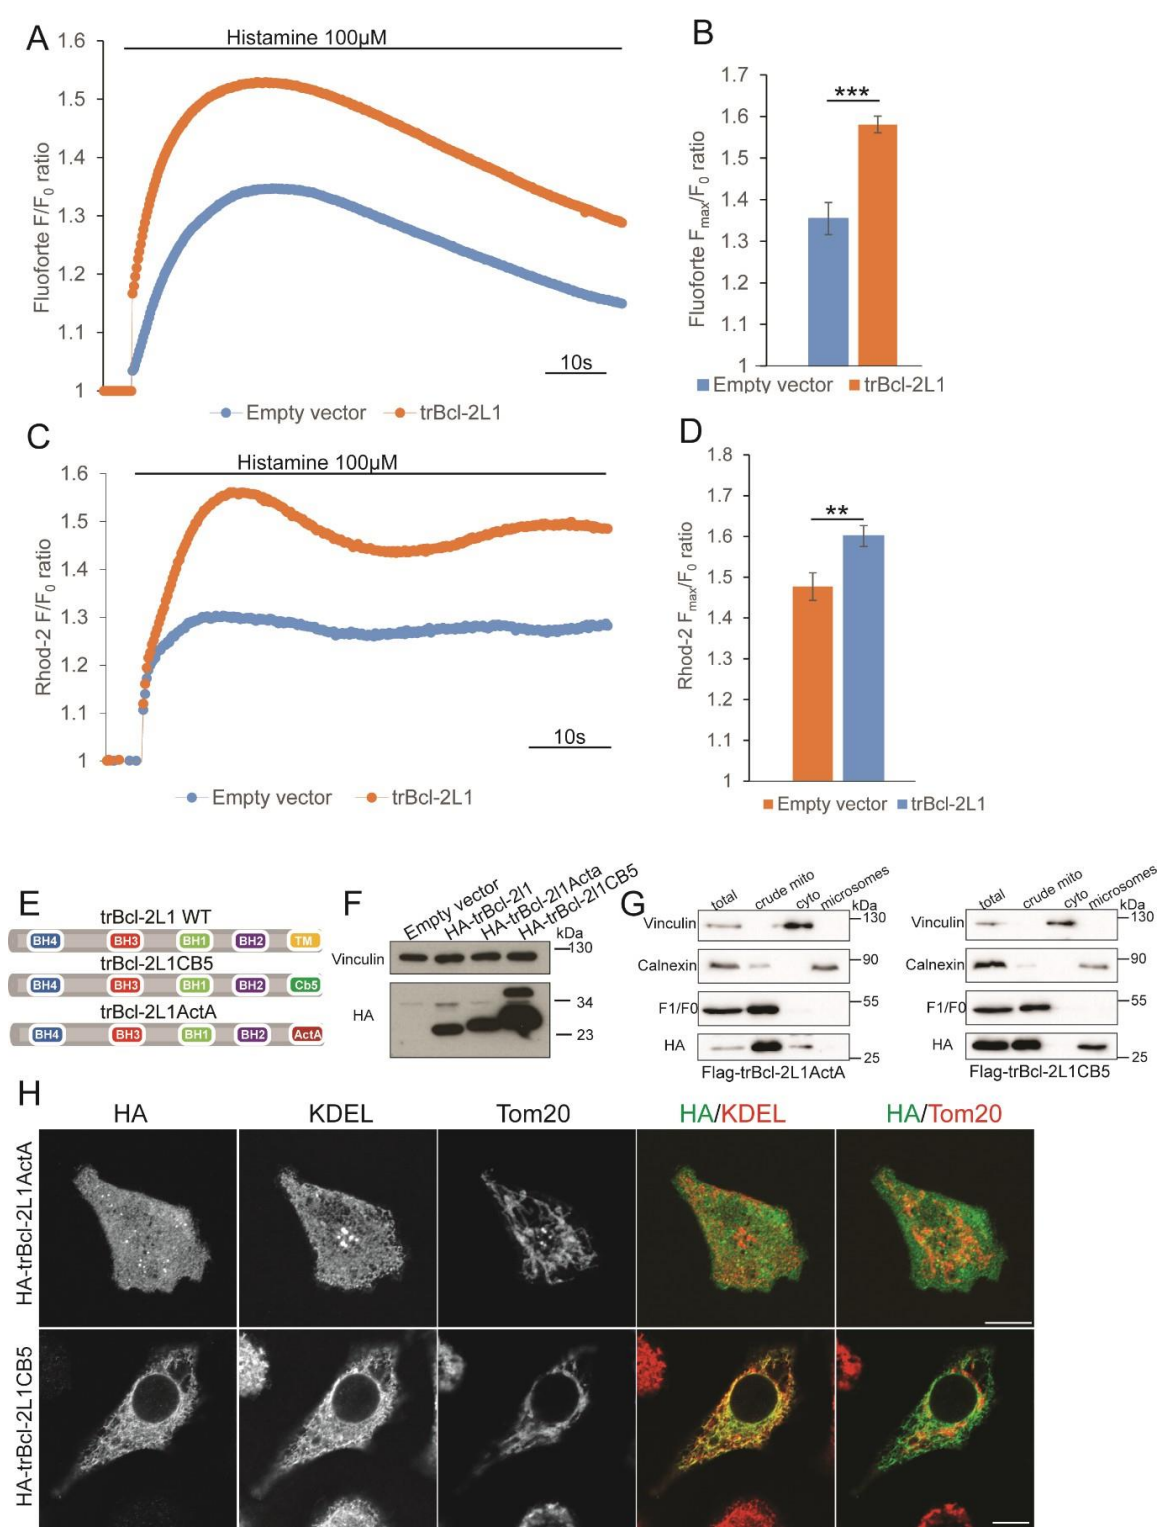 A
Histamine 100µM
1.6
1.5
1.4
1.3
1.2
1.1
1
Fluoforte F/F0 ratio
10s
Empty vector
trBcl-2L1
B
1.7
1.6
1.5
1.4
1.3
1.2
1.1
1
Fluoforte Fmax/F0 ratio
***
Empty vector
trBcl-2L1
C
Histamine 100µM
1.6
1.5
1.4
1.3
1.2
1.1
1
Rhod-2 F/F0 ratio
10s
Empty vector
trBcl-2L1
D
1.8
1.7
1.6
1.5
1.4
1.3
1.2
1.1
1
Rhod-2 Fmax/F0 ratio
**
Empty vector
trBcl-2L1
E
trBcl-2L1 WT
BH4 BH3 BH1 BH2 TM
trBcl-2L1CB5
BH4 BH3 BH1 BH2 Cb5
trBcl-2L1ActA
BH4 BH3 BH1 BH2 ActA
F
Empty vector
HA-trBcl-2l1
HA-trBcl-2l1Acta
HA-trBcl-2l1CB5
kDa
Vinculin
130
HA
34
23
G
total crude mito cyto microsomes
kDa
Vinculin
130
Calnexin
90
F1/F0
55
HA
25
Flag-trBcl-2L1ActA
total crude mito cyto microsomes
kDa
Vinculin
130
Calnexin
90
F1/F0
55
HA
25
Flag-trBcl-2L1CB5
H
HA
KDEL
Tom20
HA/KDEL
HA/Tom20
HA-trBcl-2L1ActA
HA-trBcl-2L1CB5